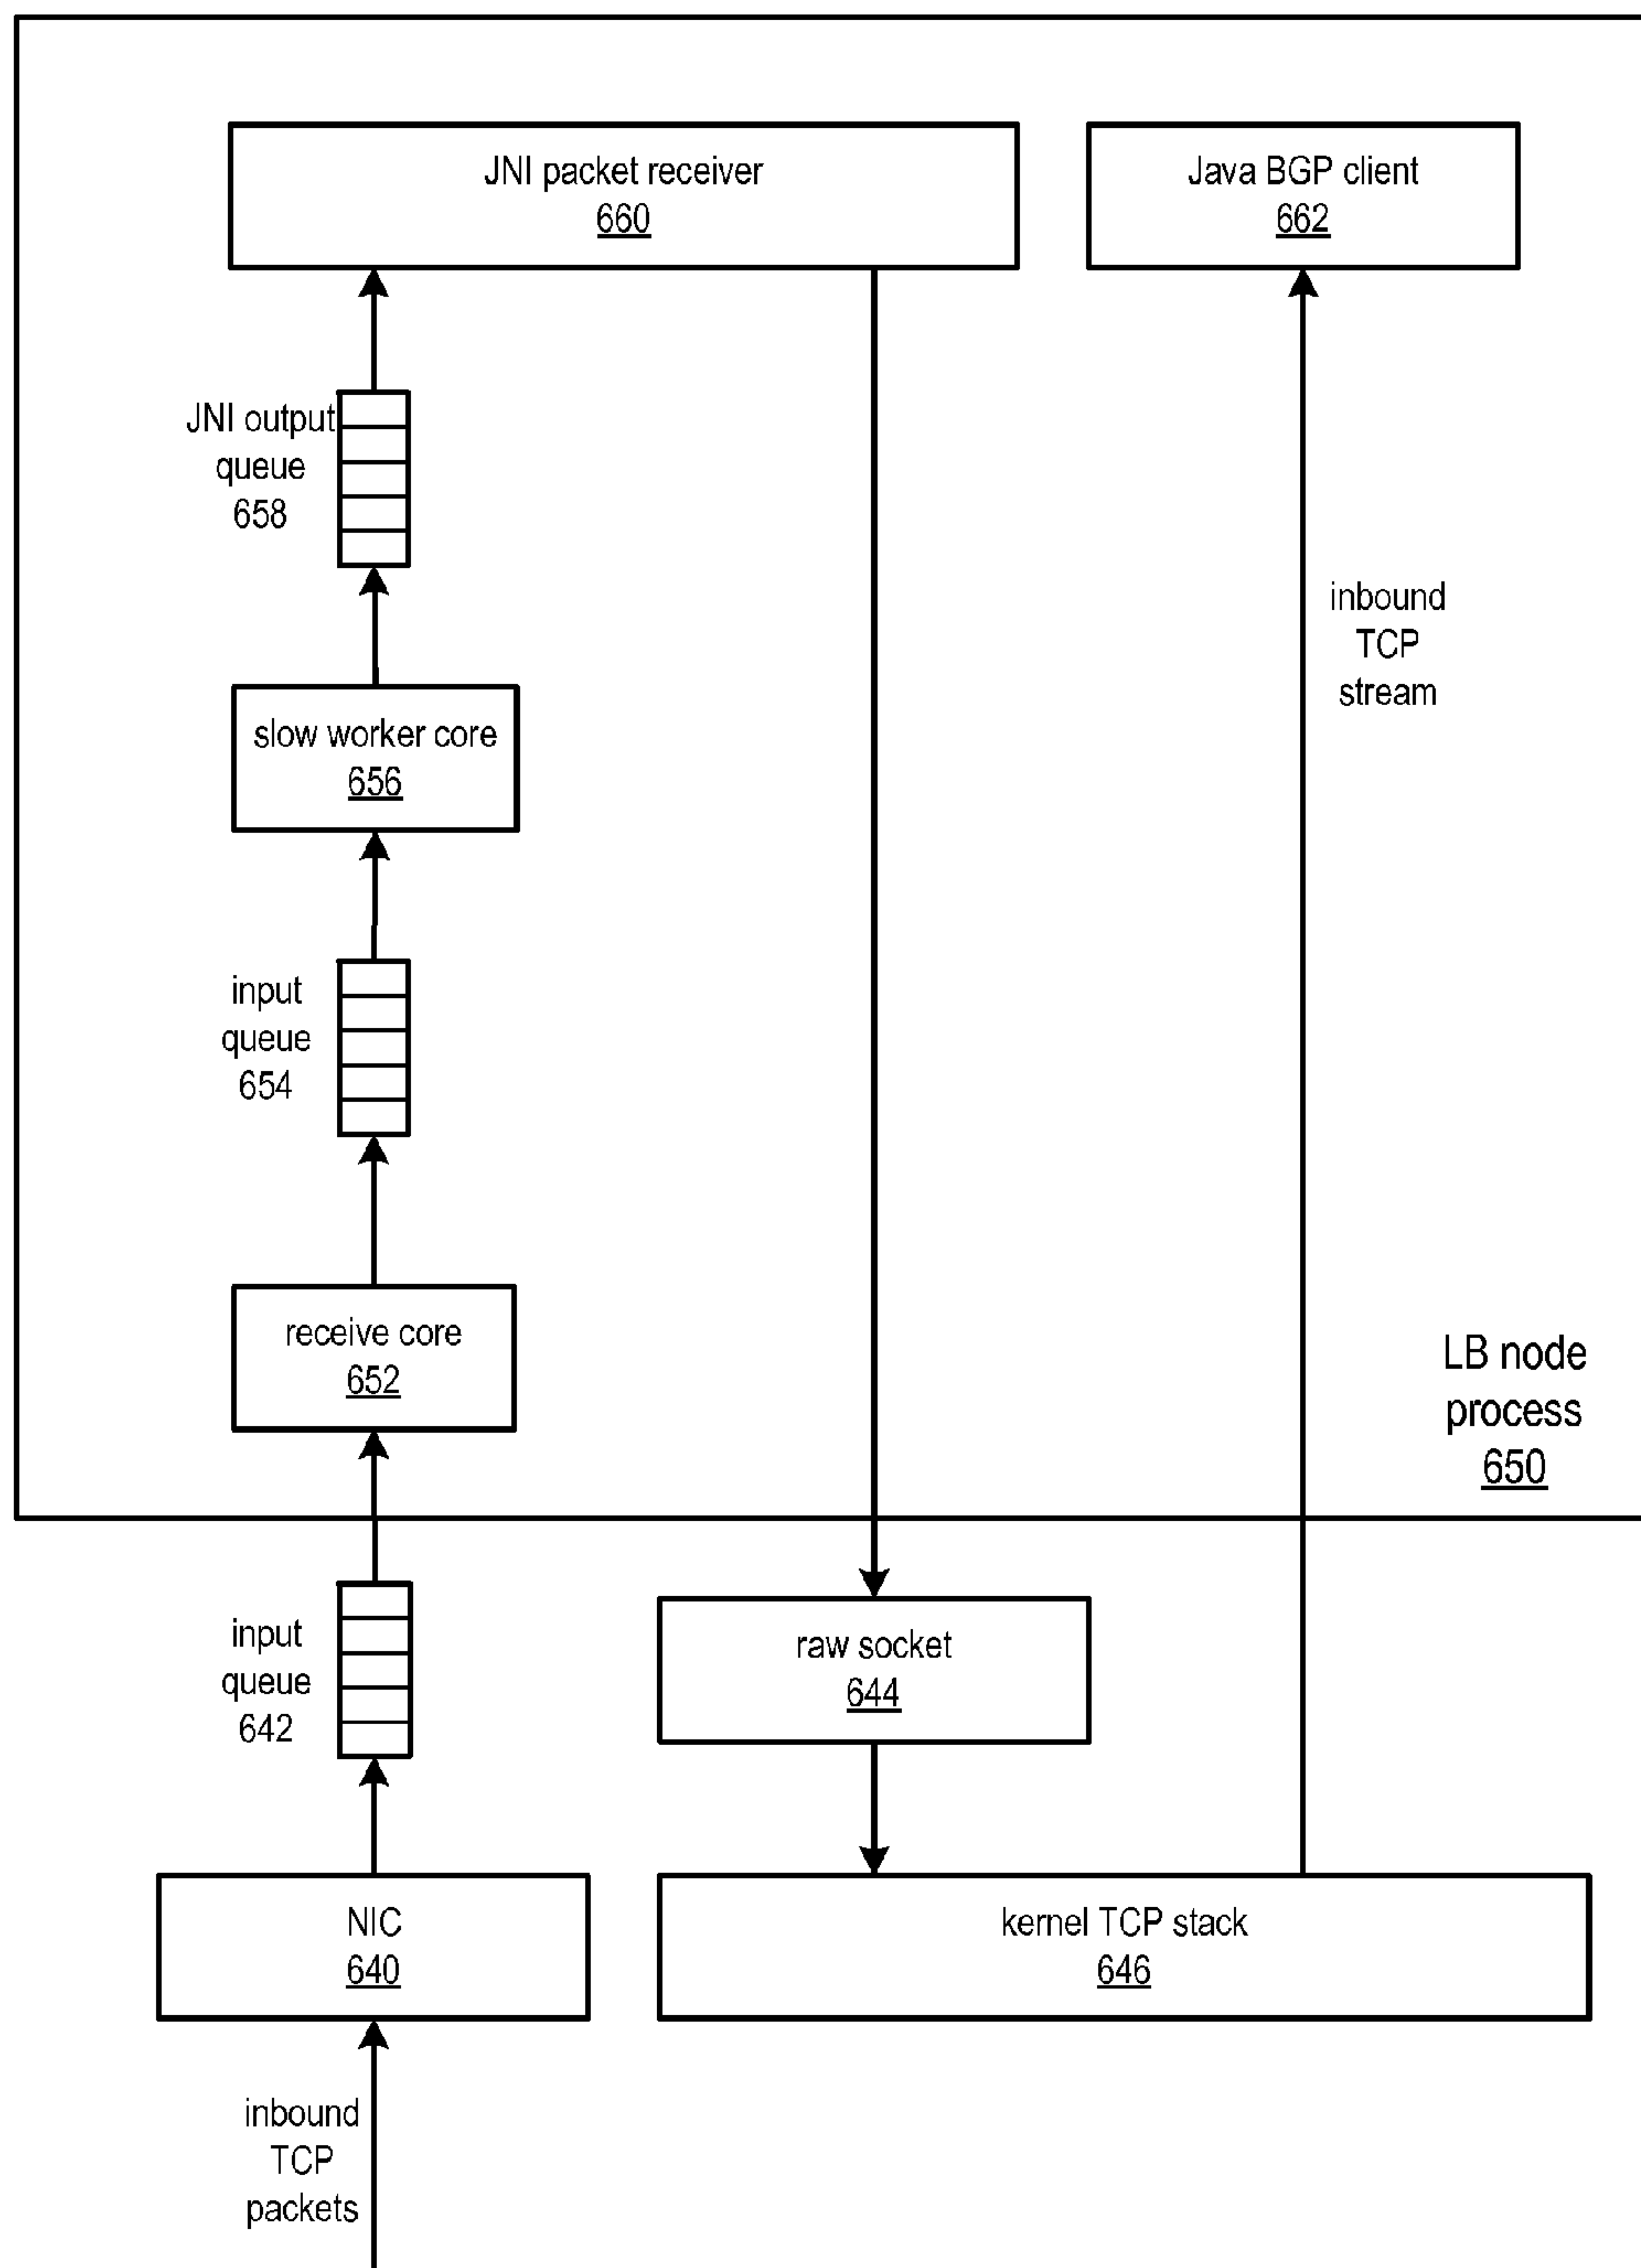 JNI packet receiver
660
Java BGP client
662
JNI output
queue
658
inbound
TCP
stream
slow worker core
656
input
queue
654
receive core
652
LB node
process
650
input
queue
642
raw socket
644
NIC
640
kernel TCP stack
646
inbound
TCP
packets